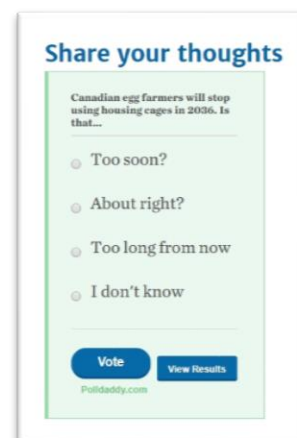 Share your thoughts
Canadian egg farmers will stop
using housing cages in 2036. Is
that...
Too soon?
About right?
Too long from now
I don't know
Vote
View Results
Polldaddy.com